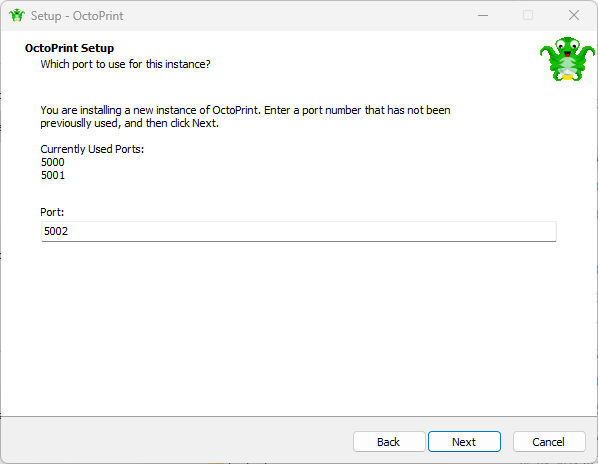 Setup - OctoPrint
OctoPrint Setup
Which port to use for this instance?
You are installing a new instance of OctoPrint. Enter a port number that has not been
previouslly used, and then click Next.
Currently Used Ports:
5000
5001
Port:
5002
Back Next Cancel